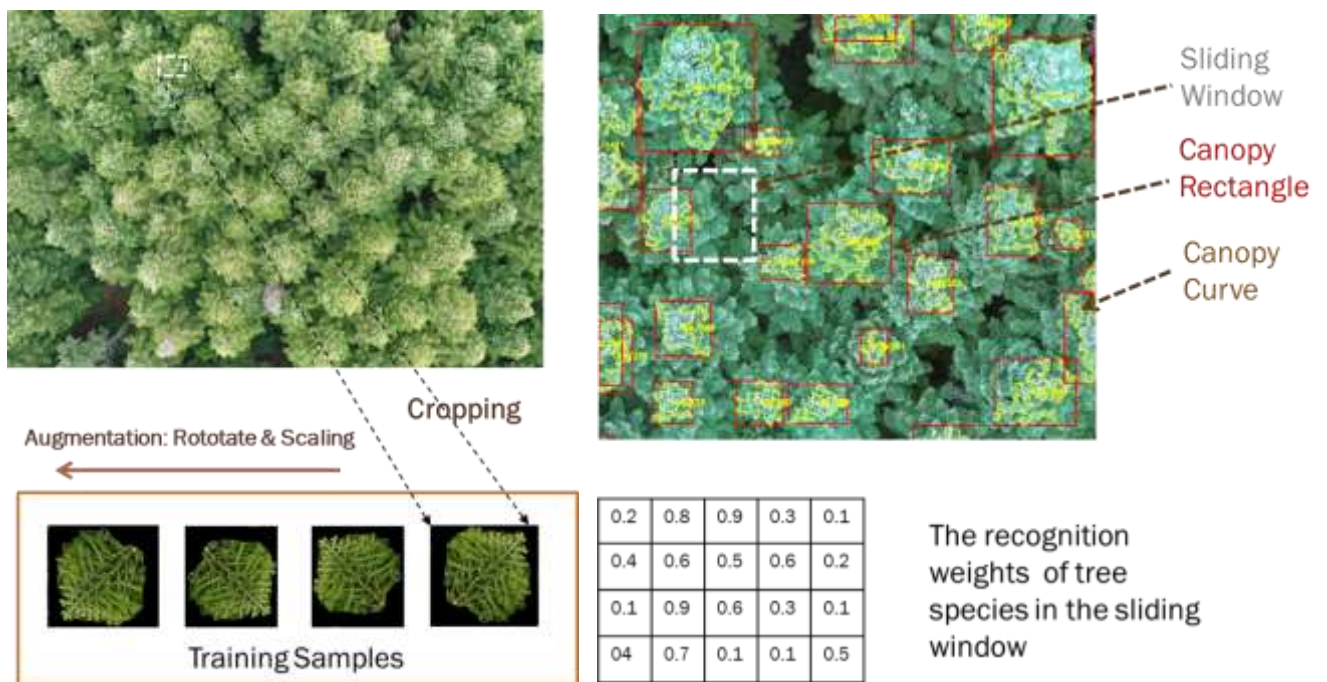 Sliding
Window
Canopy
Rectangle
Canopy
Curve
Cropping
Augmentation: Rototate & Scaling
Training Samples
0.2 0.8 0.9 0.3 0.1
0.4 0.6 0.5 0.6 0.2
0.1 0.9 0.6 0.3 0.1
04 0.7 0.1 0.1 0.5
The recognition
weights of tree
species in the sliding
window